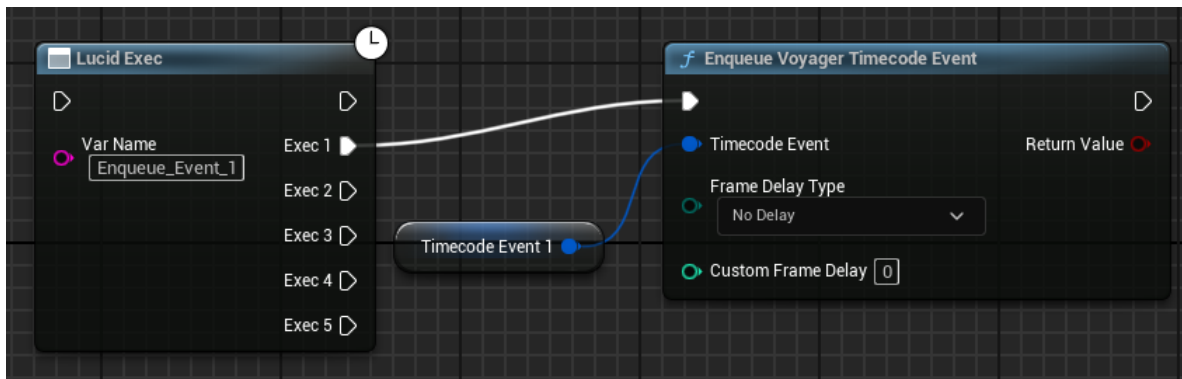 Lucid Exec
Var Name
Enqueue_Event_1
Exec 1
Exec 2
Exec 3
Exec 4
Exec 5
Timecode Event 1
f Enqueue Voyager Timecode Event
Timecode Event
Return Value
Frame Delay Type
No Delay
Custom Frame Delay 0